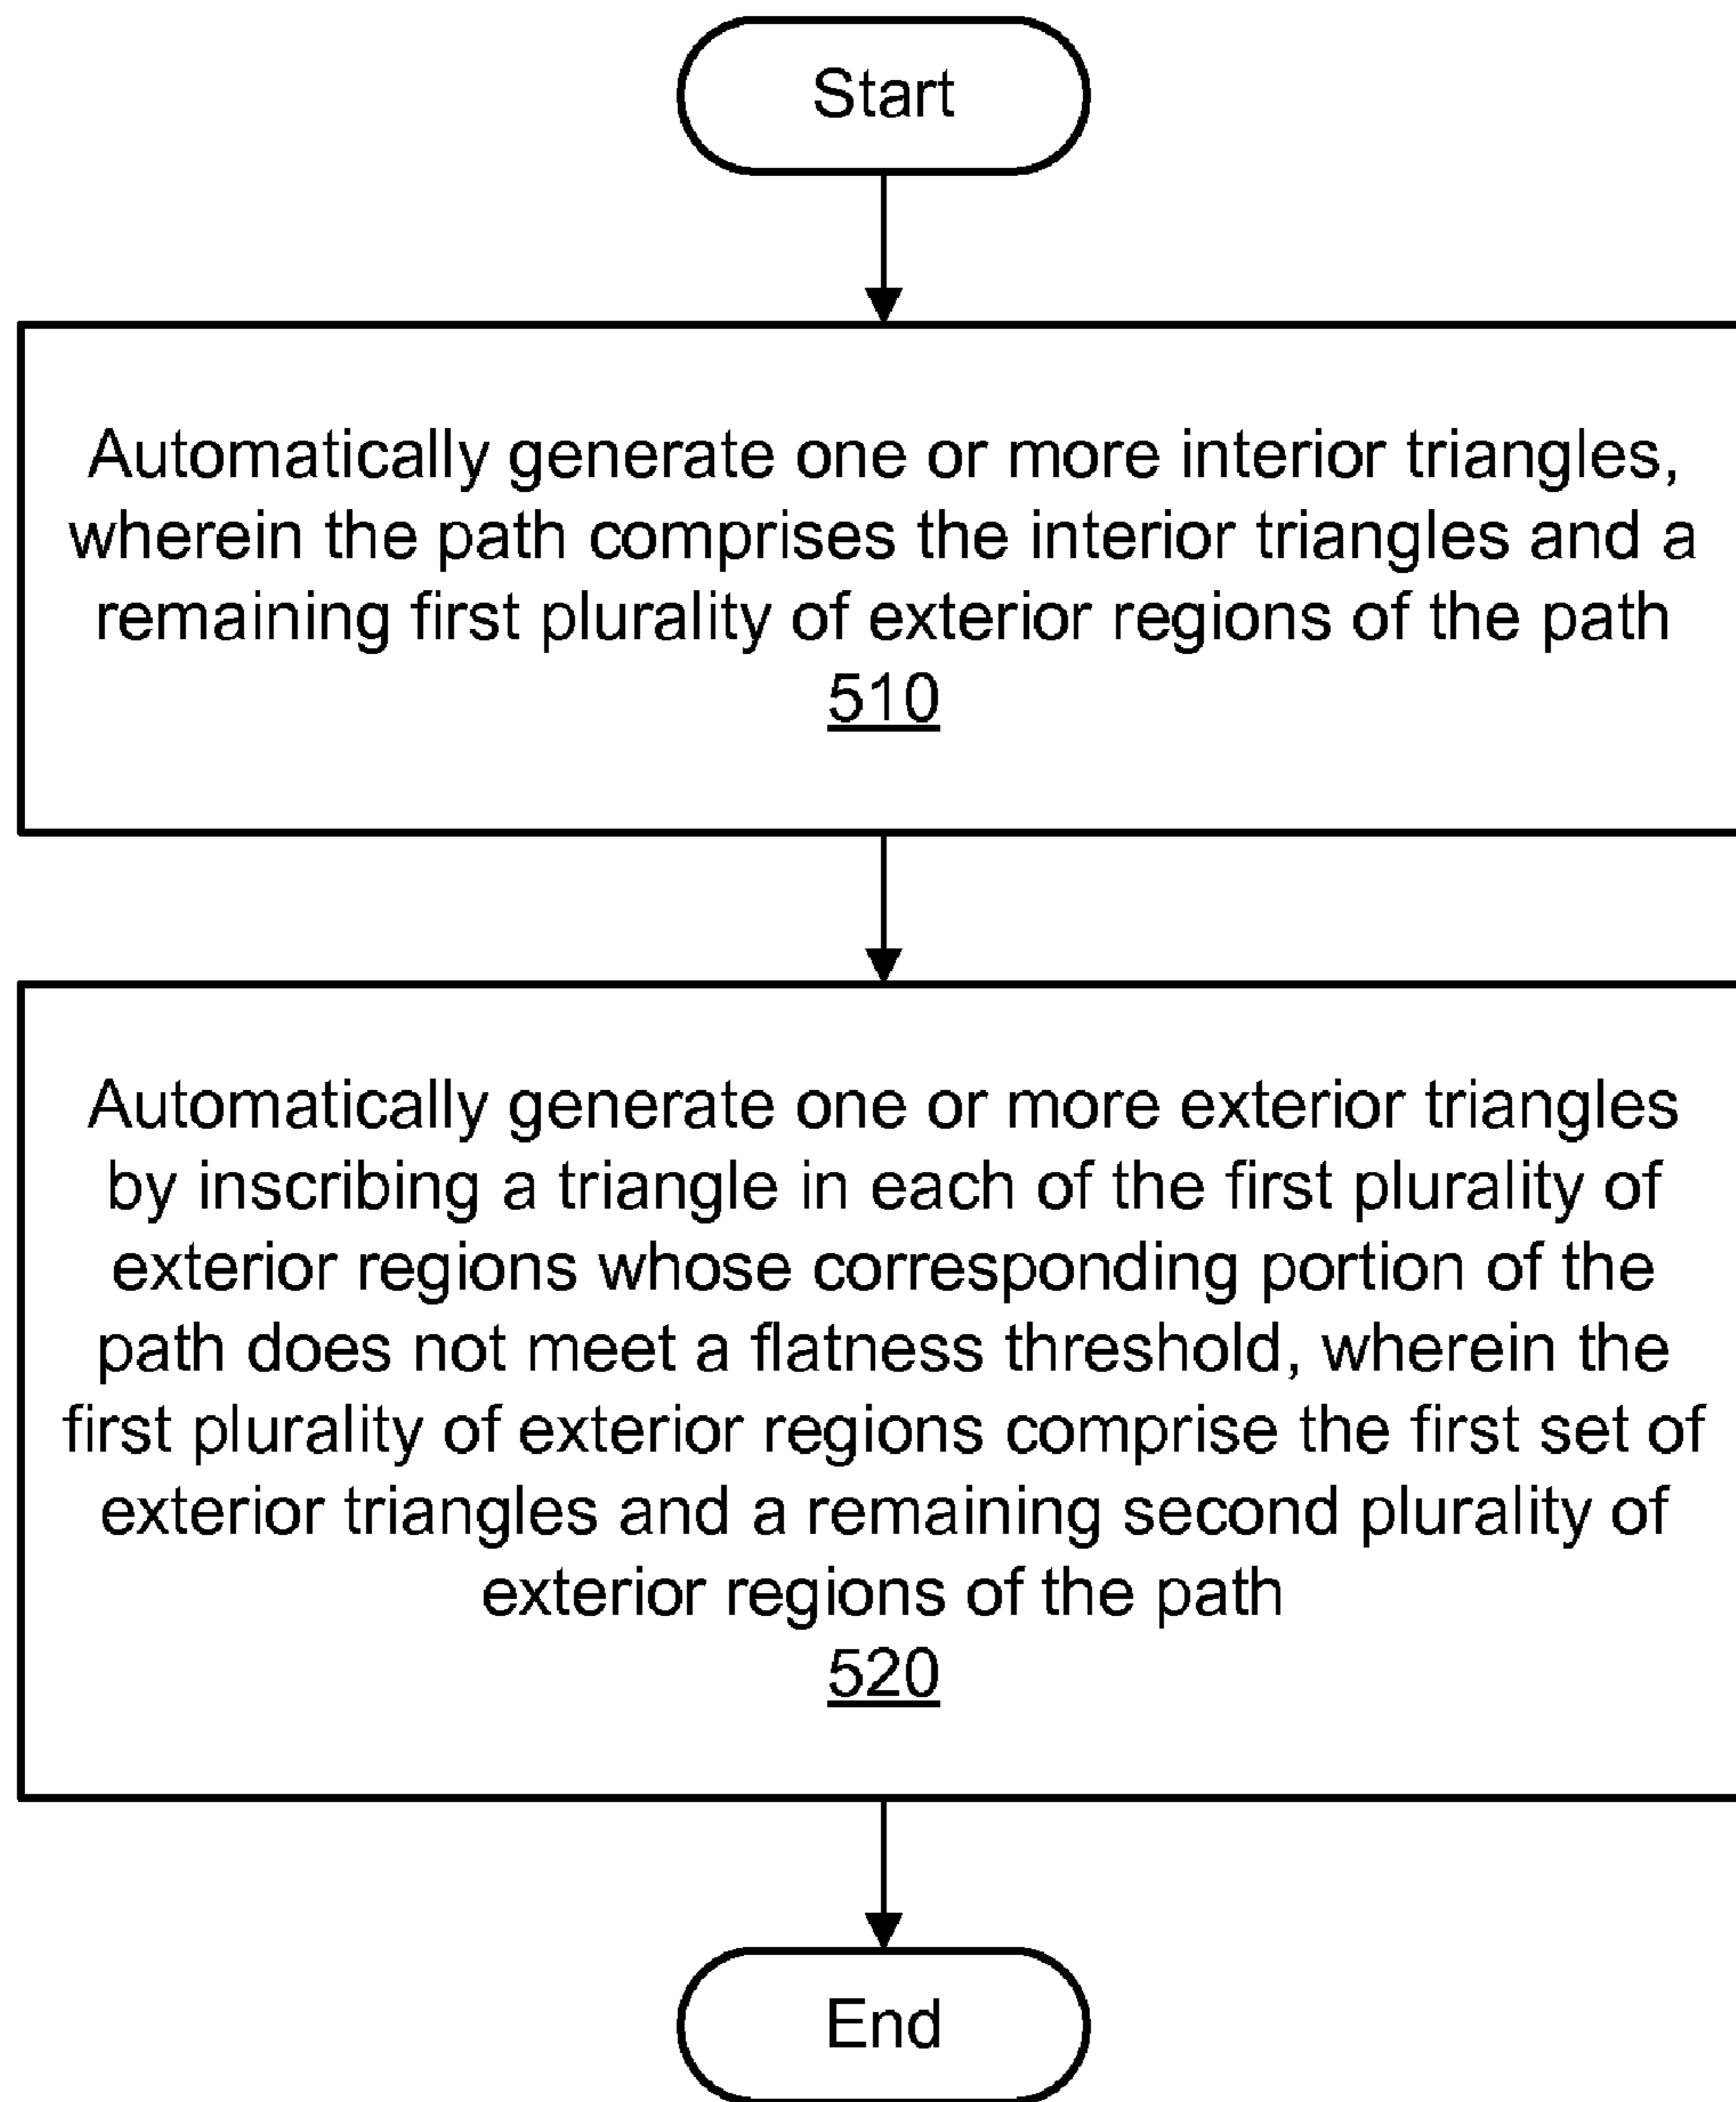 Start
Automatically generate one or more interior triangles,
wherein the path comprises the interior triangles and a
remaining first plurality of exterior regions of the path
510
Automatically generate one or more exterior triangles
by inscribing a triangle in each of the first plurality of
exterior regions whose corresponding portion of the
path does not meet a flatness threshold, wherein the
first plurality of exterior regions comprise the first set of
exterior triangles and a remaining second plurality of
exterior regions of the path
520
End